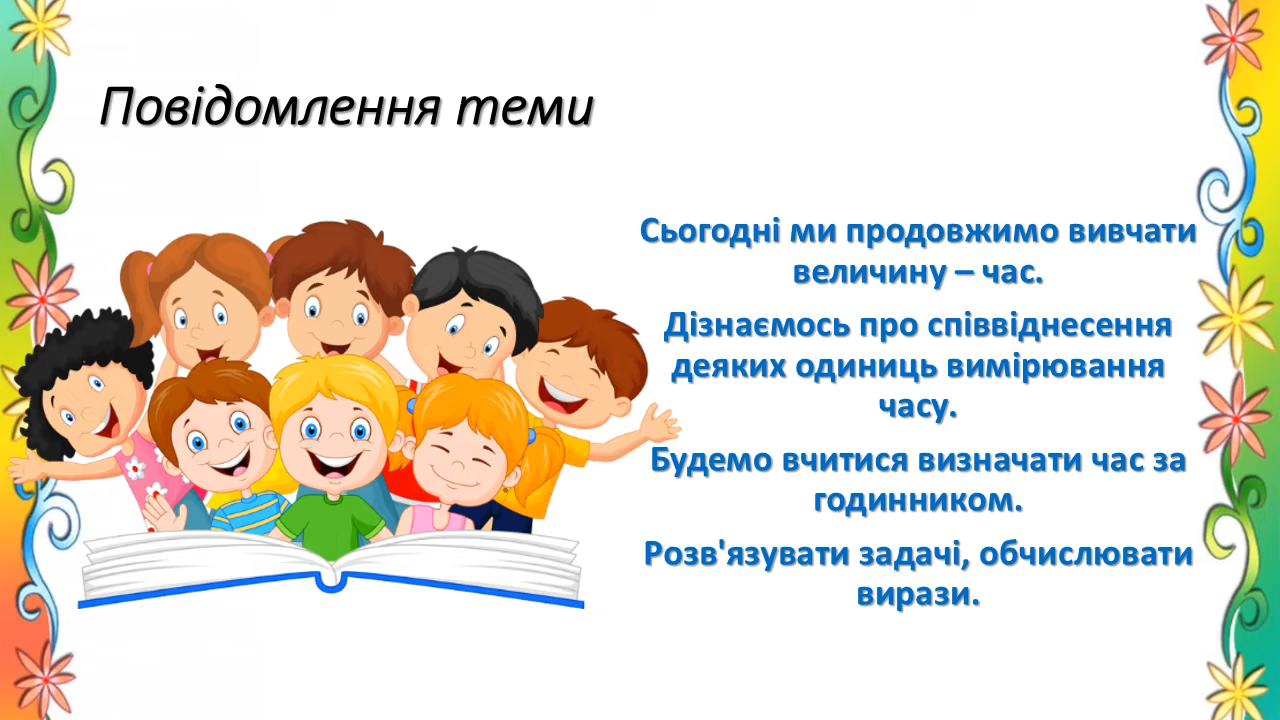 Повідомлення теми
Сьогодні ми продовжимо вивчати
величину – час.
Дізнаємось про співвіднесення
деяких одиниць вимірювання
часу.
Будемо вчитися визначати час за
годинником.
Розв'язувати задачі, обчислювати
вирази.